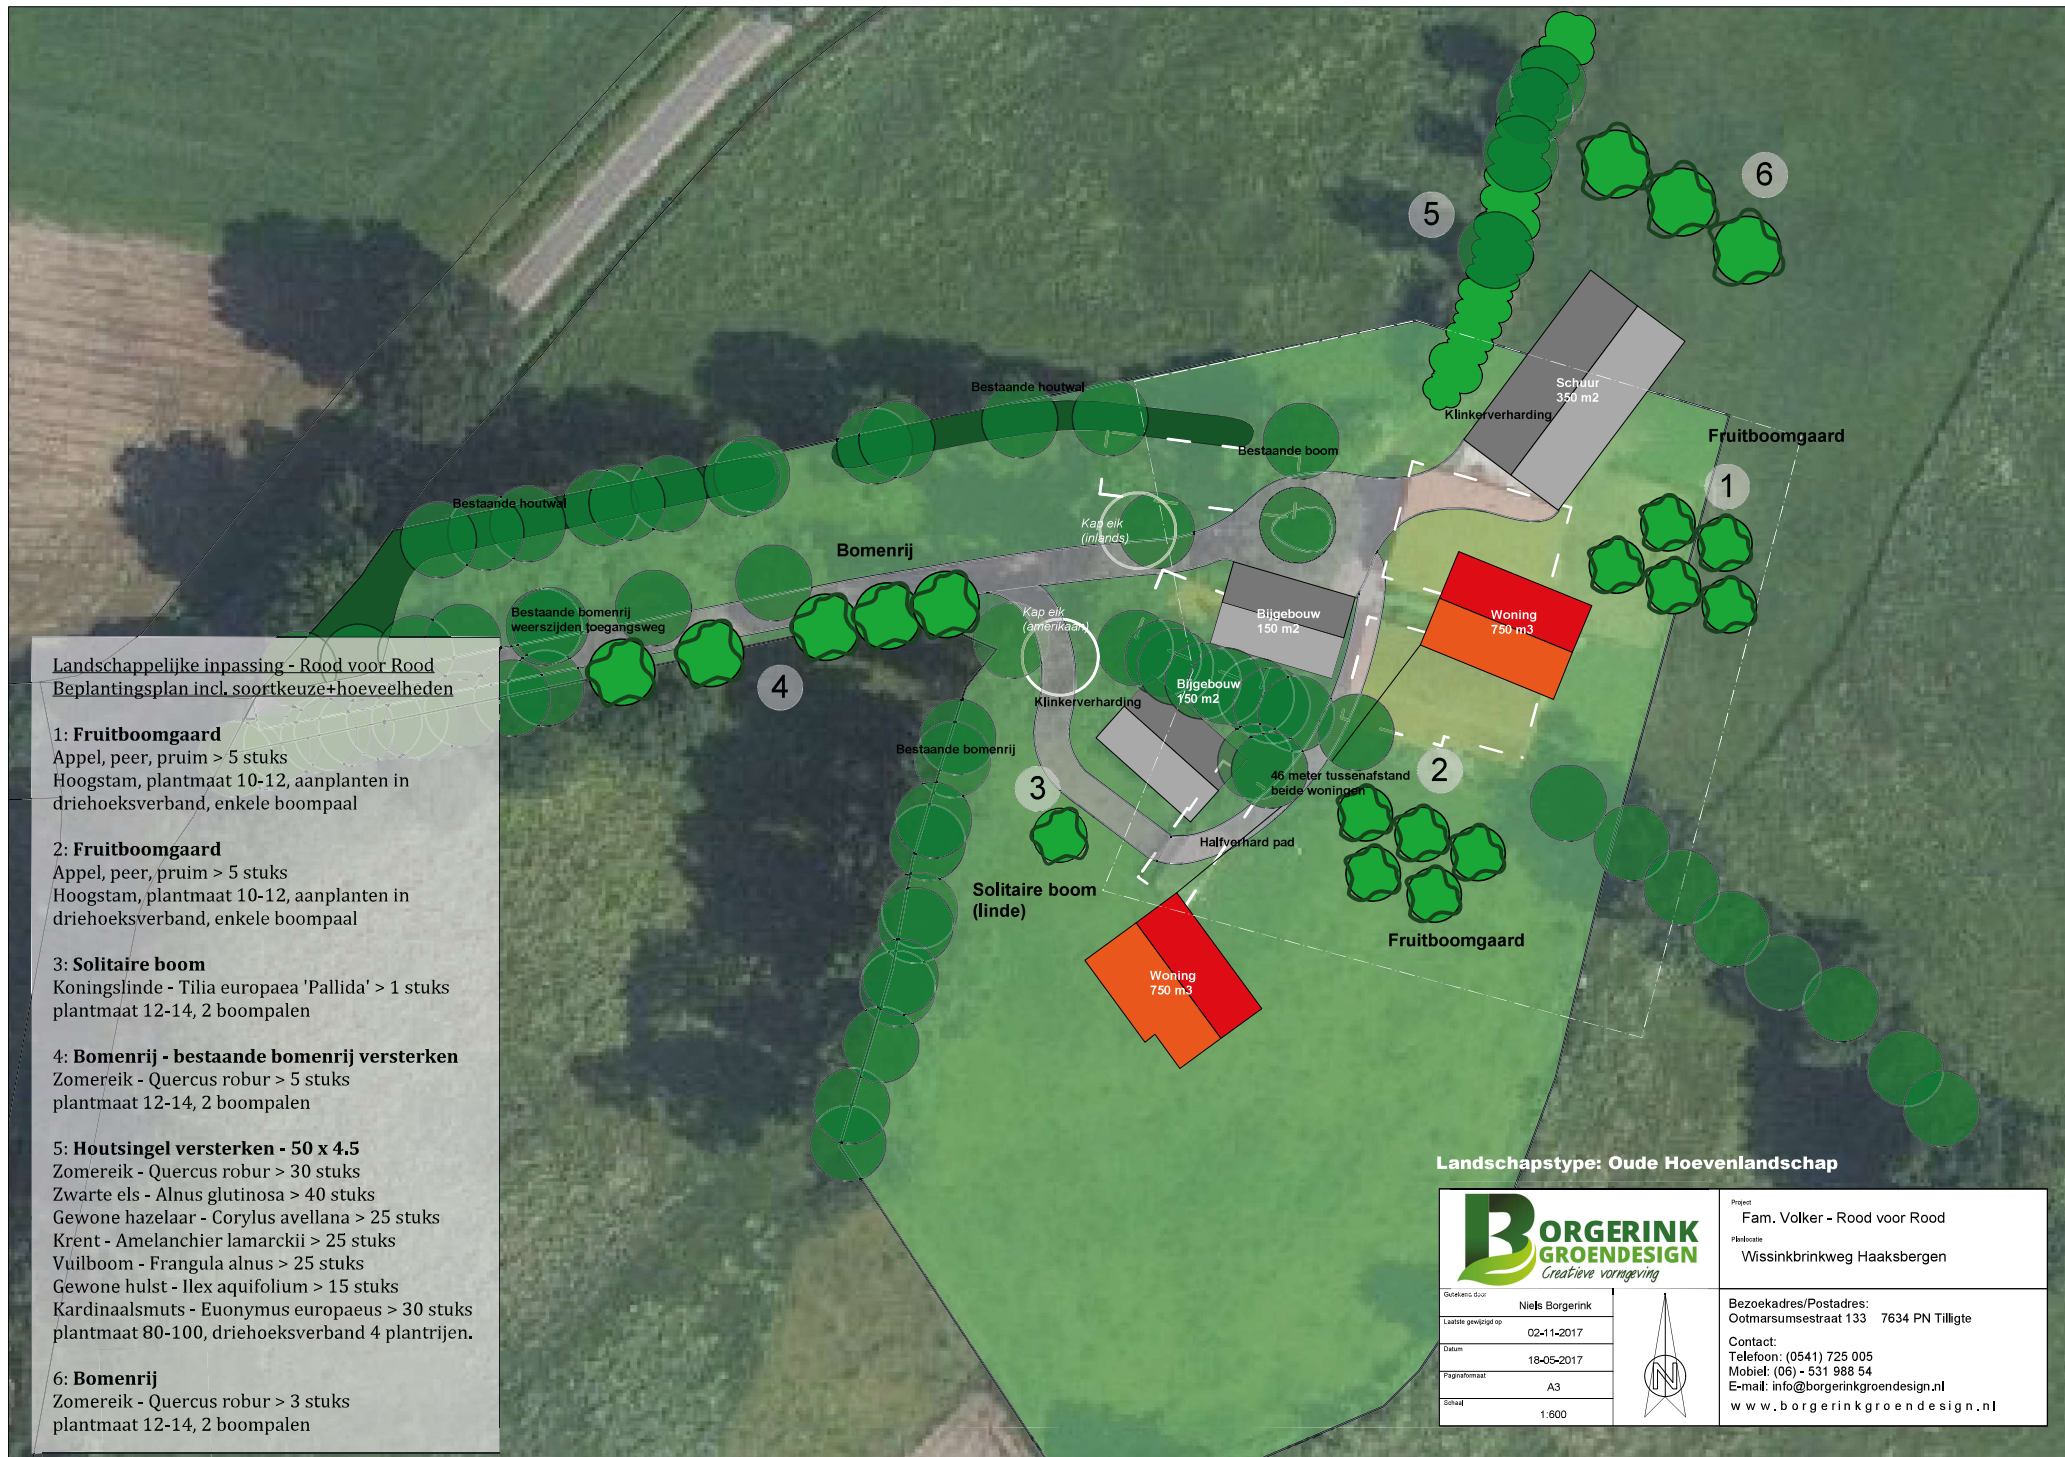 5
6
Bestaande houtwal
Schuur
350 m2
Klinkerverharding
Fruitboomgaard
Bestaande boom
1
Bestaande houtwal
Kap eik
(inlands)
Bomenrij
Bestaande bomenrij
weerszijden toegangsweg
Kap eik
(amerikaan)
Bijgebouw
150 m2
Woning
750 m3
4
Bijgebouw
150 m2
Klinkerverharding
Bestaande bomenrij
3
46 meter tussenafstand
beide woningen
2
Halfverhard pad
Solitaire boom
(linde)
Fruitboomgaard
Woning
750 m3
Landschappelijke inpassing - Rood voor Rood
Beplantingsplan incl. soortkeuze+hoeveelheden
1: Fruitboomgaard
Appel, peer, pruim > 5 stuks
Hoogstam, plantmaat 10-12, aanplanten in
driehoeksverband, enkele boompaal
2: Fruitboomgaard
Appel, peer, pruim > 5 stuks
Hoogstam, plantmaat 10-12, aanplanten in
driehoeksverband, enkele boompaal
3: Solitaire boom
Koningslinde - Tilia europaea 'Pallida' > 1 stuks
plantmaat 12-14, 2 boompalen
4: Bomenrij - bestaande bomenrij versterken
Zomereik - Quercus robur > 5 stuks
plantmaat 12-14, 2 boompalen
5: Houtsingel versterken - 50 x 4.5
Zomereik - Quercus robur > 30 stuks
Zwarte els - Alnus glutinosa > 40 stuks
Gewone hazelaar - Corylus avellana > 25 stuks
Krent - Amelanchier lamarckii > 25 stuks
Vuilboom - Frangula alnus > 25 stuks
Gewone hulst - Ilex aquifolium > 15 stuks
Kardinaalsmuts - Euonymus europaeus > 30 stuks
plantmaat 80-100, driehoeksverband 4 plantrijen.
6: Bomenrij
Zomereik - Quercus robur > 3 stuks
plantmaat 12-14, 2 boompalen
Landschapstype: Oude Hoevenlandschap
BORGERINK
GROENDESIGN
Creatieve vormgeving
Project
Fam. Volker - Rood voor Rood
Planlocatie
Wissinkbrinkweg Haaksbergen
Getekend door
Niels Borgerink
Laatste gewijzigd op
02-11-2017
Datum
18-05-2017
Paginaformaat
A3
Schaal
1:600
N
Bezoekadres/Postadres:
Ootmarsumsestraat 133 7634 PN Tilligte
Contact:
Telefoon: (0541) 725 005
Mobiel: (06) - 531 988 54
E-mail: info@borgerinkgroendesign.nl
www.borgerinkgroendesign.nl